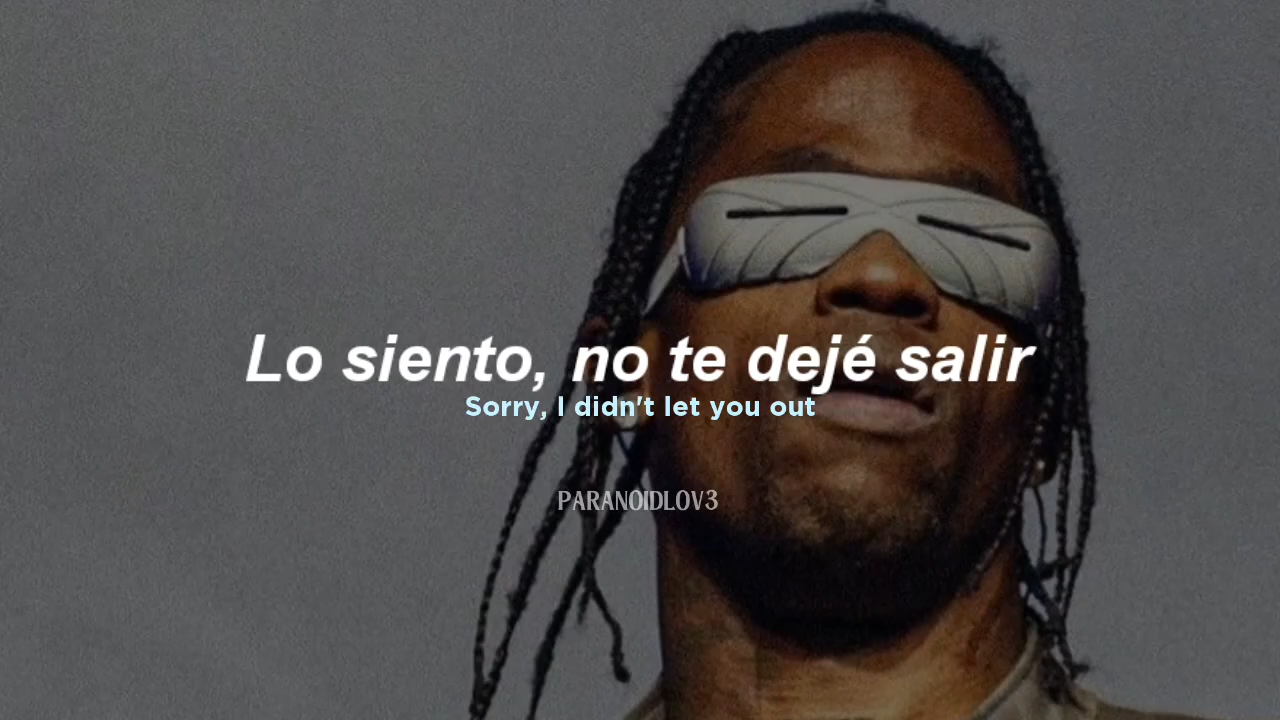 Lo siento, no te dejé salir
Sorry, I didn't let you out
PARANOIDLOV3